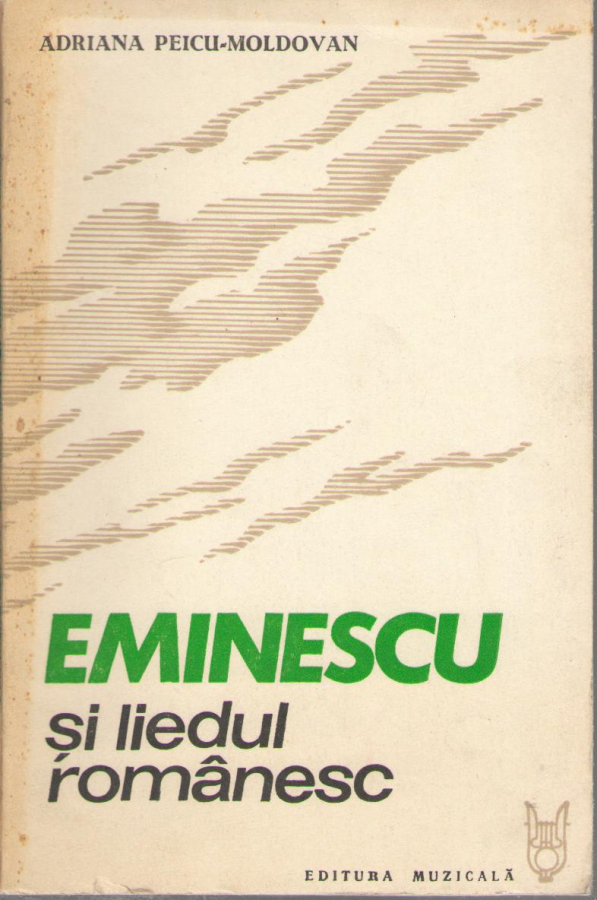 ADRIANA PEICU-MOLDOVAN
EMINESCU
și liedul
românesc
EDITURA MUZICALĂ